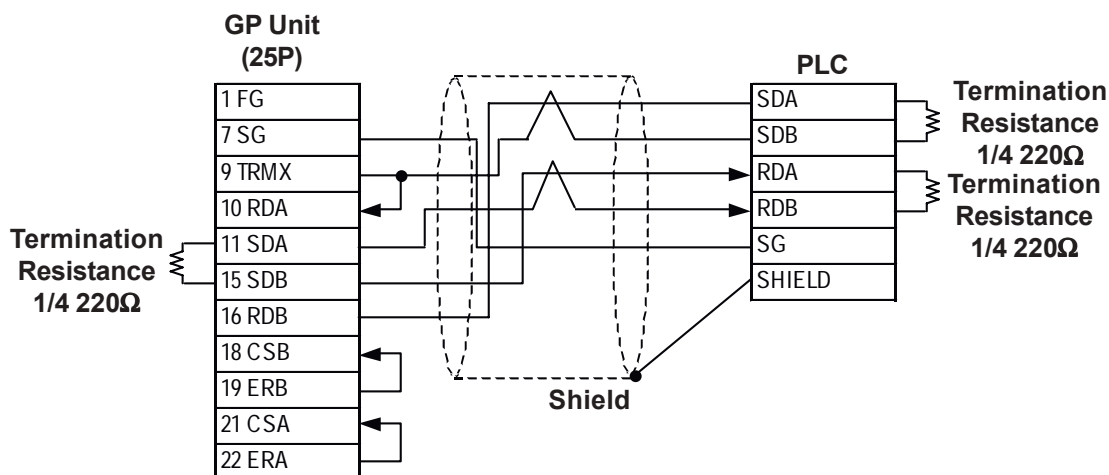 GP Unit
(25P)
1 FG
7 SG
9 TRMX
10 RDA
11 SDA
15 SDB
16 RDB
18 CSB
19 ERB
21 CSA
22 ERA
Termination
Resistance
1/4 220Ω
Shield
PLC
SDA
SDB
RDA
RDB
SG
SHIELD
Termination
Resistance
1/4 220Ω
Termination
Resistance
1/4 220Ω